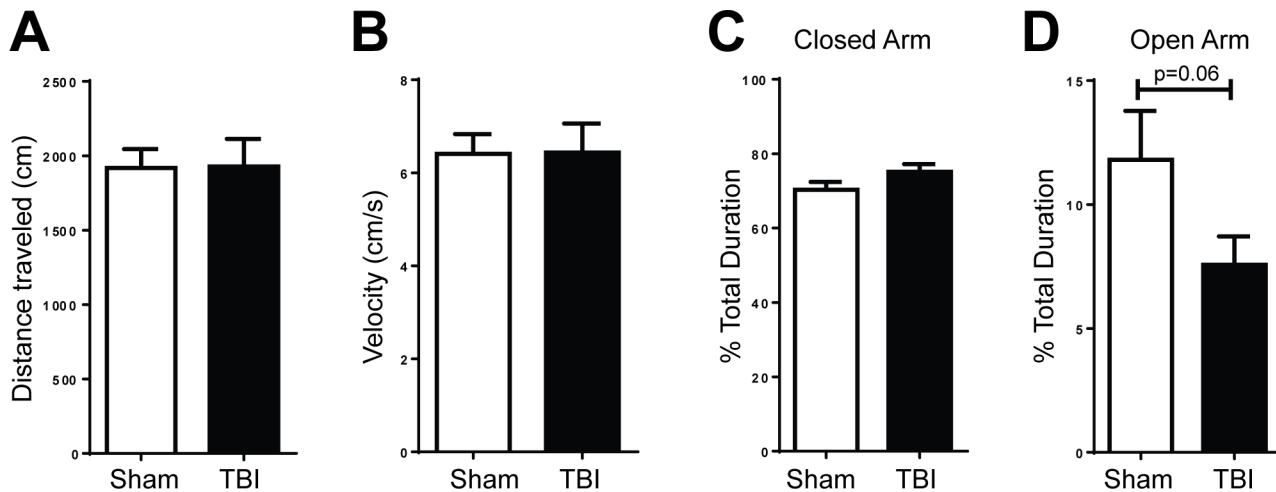 A
Distance traveled (cm)
2500
2000
1500
1000
500
0
Sham TBI
B
Velocity (cm/s)
8
6
4
2
0
Sham TBI
C
Closed Arm
% Total Duration
100
80
60
40
20
0
Sham TBI
D
Open Arm
p=0.06
% Total Duration
15
10
5
0
Sham TBI